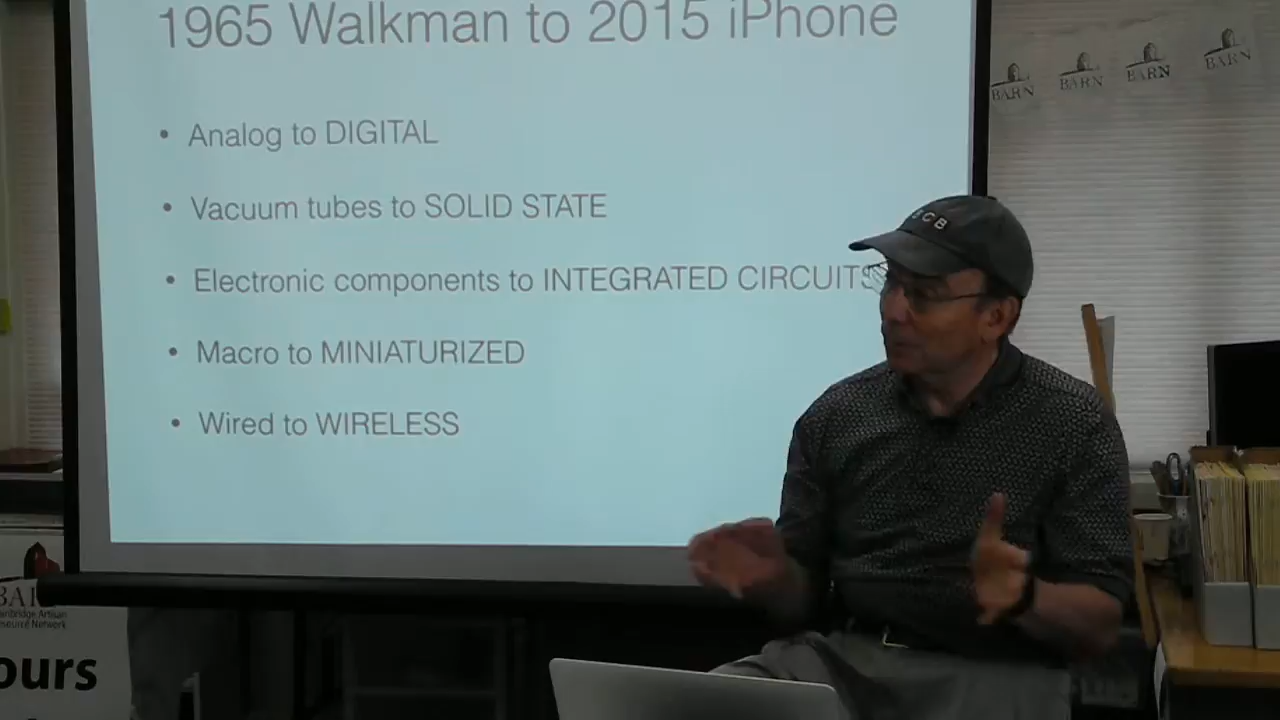 1965 Walkman to 2015 iPhone
• Analog to DIGITAL
• Vacuum tubes to SOLID STATE
• Electronic components to INTEGRATED CIRCUITS
• Macro to MINIATURIZED
• Wired to WIRELESS
BARN
BARN
BARN
BARN
CB
ours